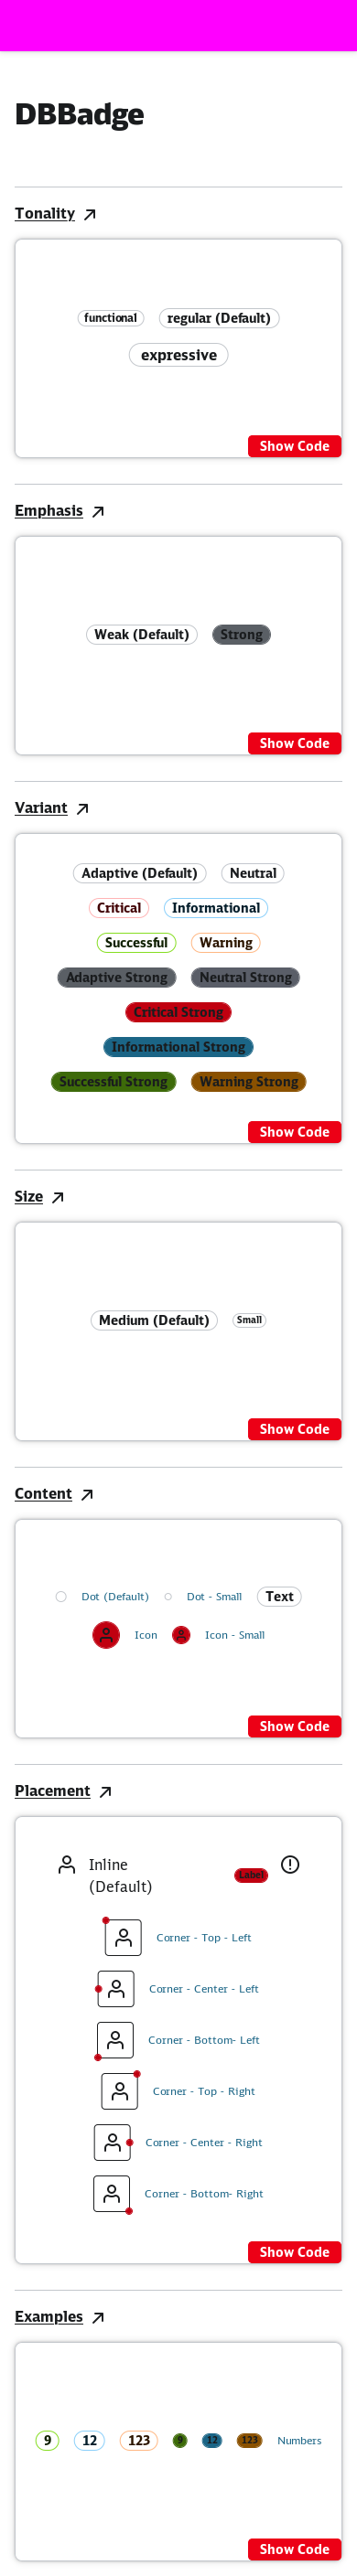 DBBadge
Tonality
functional regular (Default)
expressive
Show Code
Emphasis
Weak (Default) Strong
Show Code
Variant
Adaptive (Default) Neutral
Critical Informational
Successful Warning
Adaptive Strong Neutral Strong
Critical Strong
Informational Strong
Successful Strong Warning Strong
Show Code
Size
Medium (Default) Small
Show Code
Content
Dot (Default) Dot - Small Text
Icon Icon - Small
Show Code
Placement
Inline
(Default) Label
Corner - Top - Left
Corner - Center - Left
Corner - Bottom- Left
Corner - Top - Right
Corner - Center - Right
Corner - Bottom- Right
Show Code
Examples
9 12 123 9 12 123 Numbers
Show Code